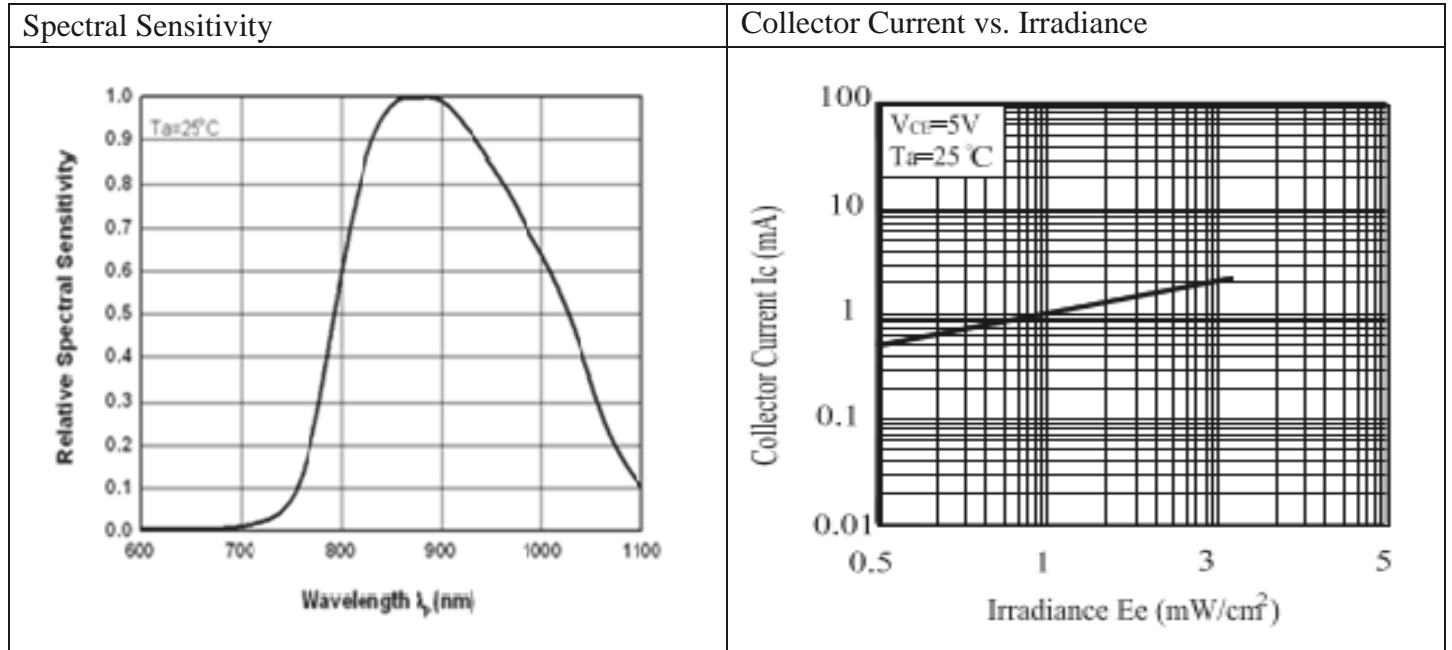 Spectral Sensitivity
Collector Current vs. Irradiance
1.0
0.9
0.8
0.7
0.6
0.5
0.4
0.3
0.2
0.1
0.0
Ta=25°C
Relative Spectral Sensitivity
600 700 800 900 1000 1100
Wavelength λp (nm)
100
10
1
0.1
0.01
VCE=5V
Ta=25 ℃
Collector Current Ic (mA)
0.5 1 3 5
Irradiance Ee (mW/cm²)